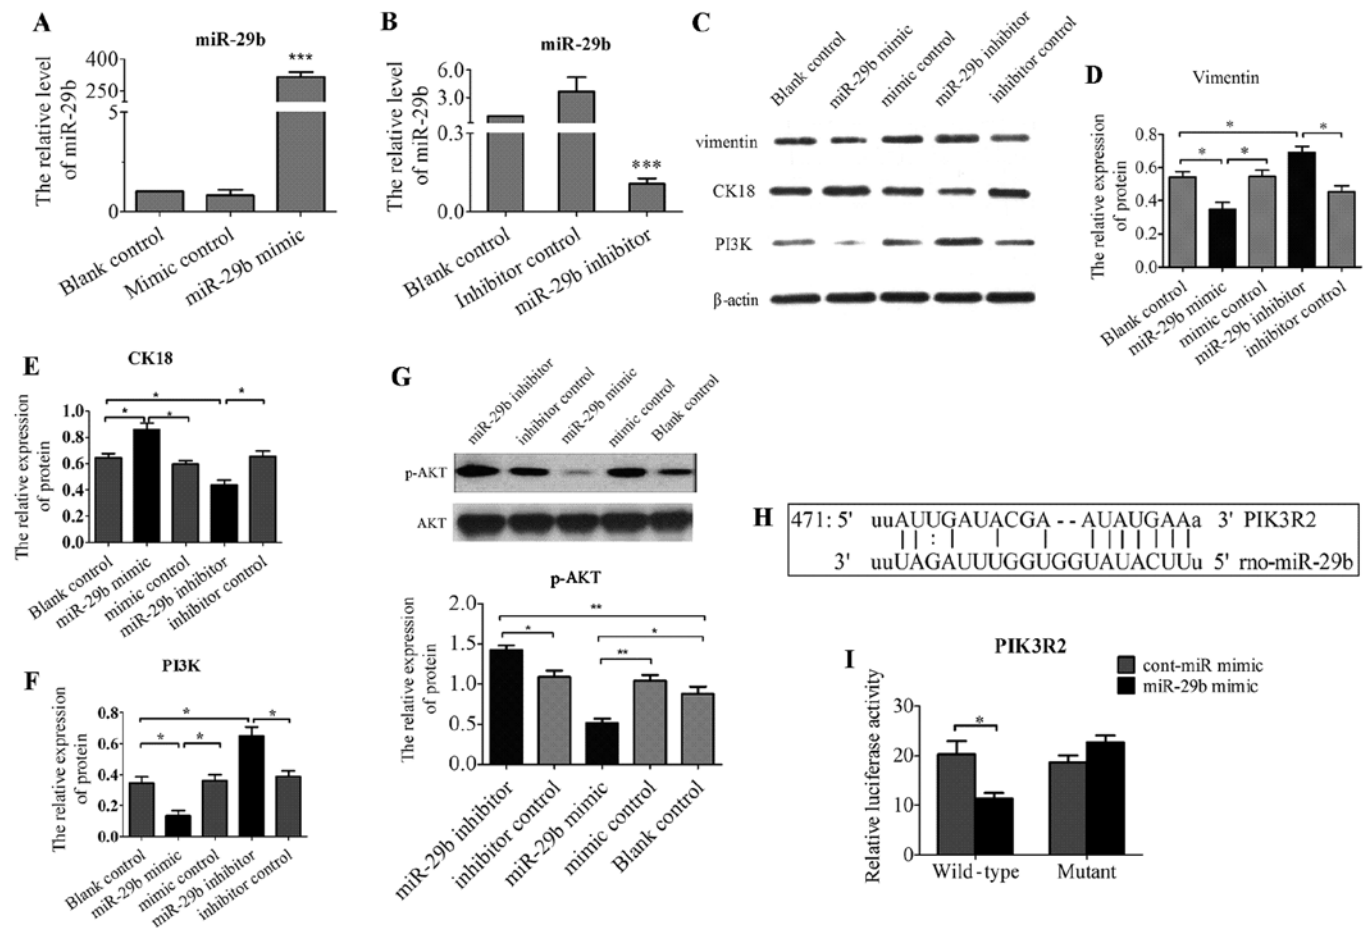 A
miR-29b
The relative level
of miR-29b
400
250
5
0
***
Blank control
Mimic control
miR-29b mimic
B
miR-29b
The relative level
of miR-29b
6.0
3.0
0.3
0.0
***
Blank control
Inhibitor control
miR-29b inhibitor
C
Blank control
miR-29b mimic
mimic control
miR-29b inhibitor
inhibitor control
vimentin
CK18
PI3K
β-actin
D
Vimentin
The relative expression
of protein
0.8
0.6
0.4
0.2
0.0
*
*
*
*
Blank control
miR-29b mimic
mimic control
miR-29b inhibitor
inhibitor control
E
CK18
The relative expression
of protein
1.0
0.8
0.6
0.4
0.2
0.0
*
*
*
*
Blank control
miR-29b mimic
mimic control
miR-29b inhibitor
inhibitor control
F
PI3K
The relative expression
of protein
0.8
0.6
0.4
0.2
0.0
*
*
*
*
Blank control
miR-29b mimic
mimic control
miR-29b inhibitor
inhibitor control
G
miR-29b inhibitor
inhibitor control
miR-29b mimic
mimic control
Blank control
p-AKT
AKT
p-AKT
The relative expression
of protein
2.0
1.5
1.0
0.5
0.0
**
*
*
**
miR-29b inhibitor
inhibitor control
miR-29b mimic
mimic control
Blank control
H
471: 5' uuAUUGAUACGA--AUAUGAAa 3' PIK3R2
3' uuUAGAUUUGGUGGUAUACUUu 5' rno-miR-29b
I
PIK3R2
cont-miR mimic
miR-29b mimic
Relative luciferase activity
30
20
10
0
*
Wild-type
Mutant